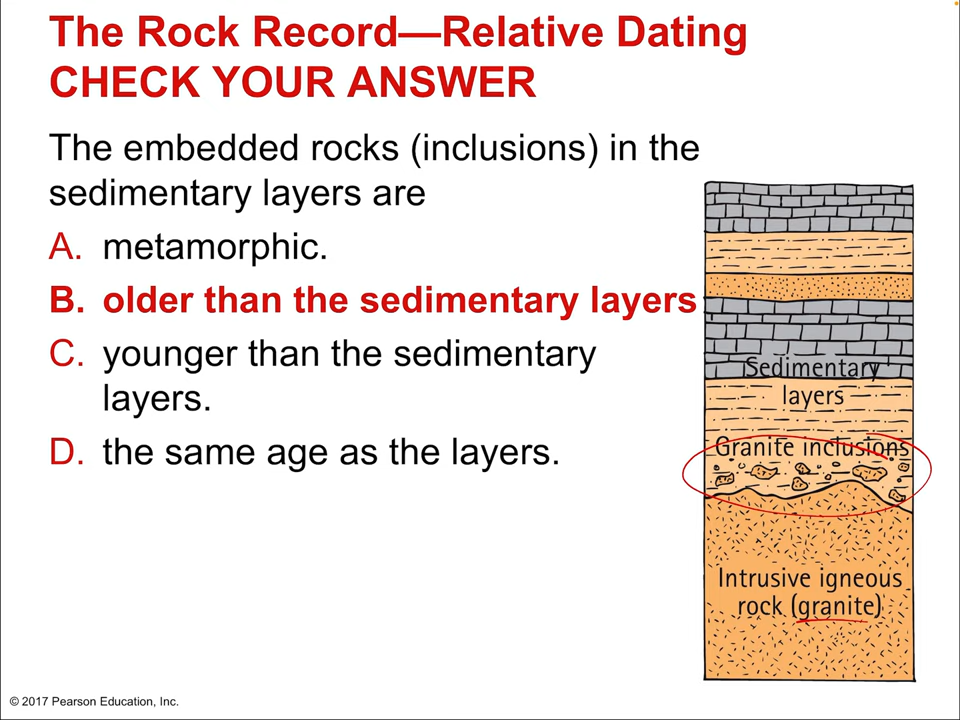 The Rock Record—Relative Dating
CHECK YOUR ANSWER
The embedded rocks (inclusions) in the
sedimentary layers are
A. metamorphic.
B. older than the sedimentary layers
C. younger than the sedimentary
layers.
D. the same age as the layers.
Sedimentary
layers
Granite inclusions
Intrusive igneous
rock (granite)
© 2017 Pearson Education, Inc.